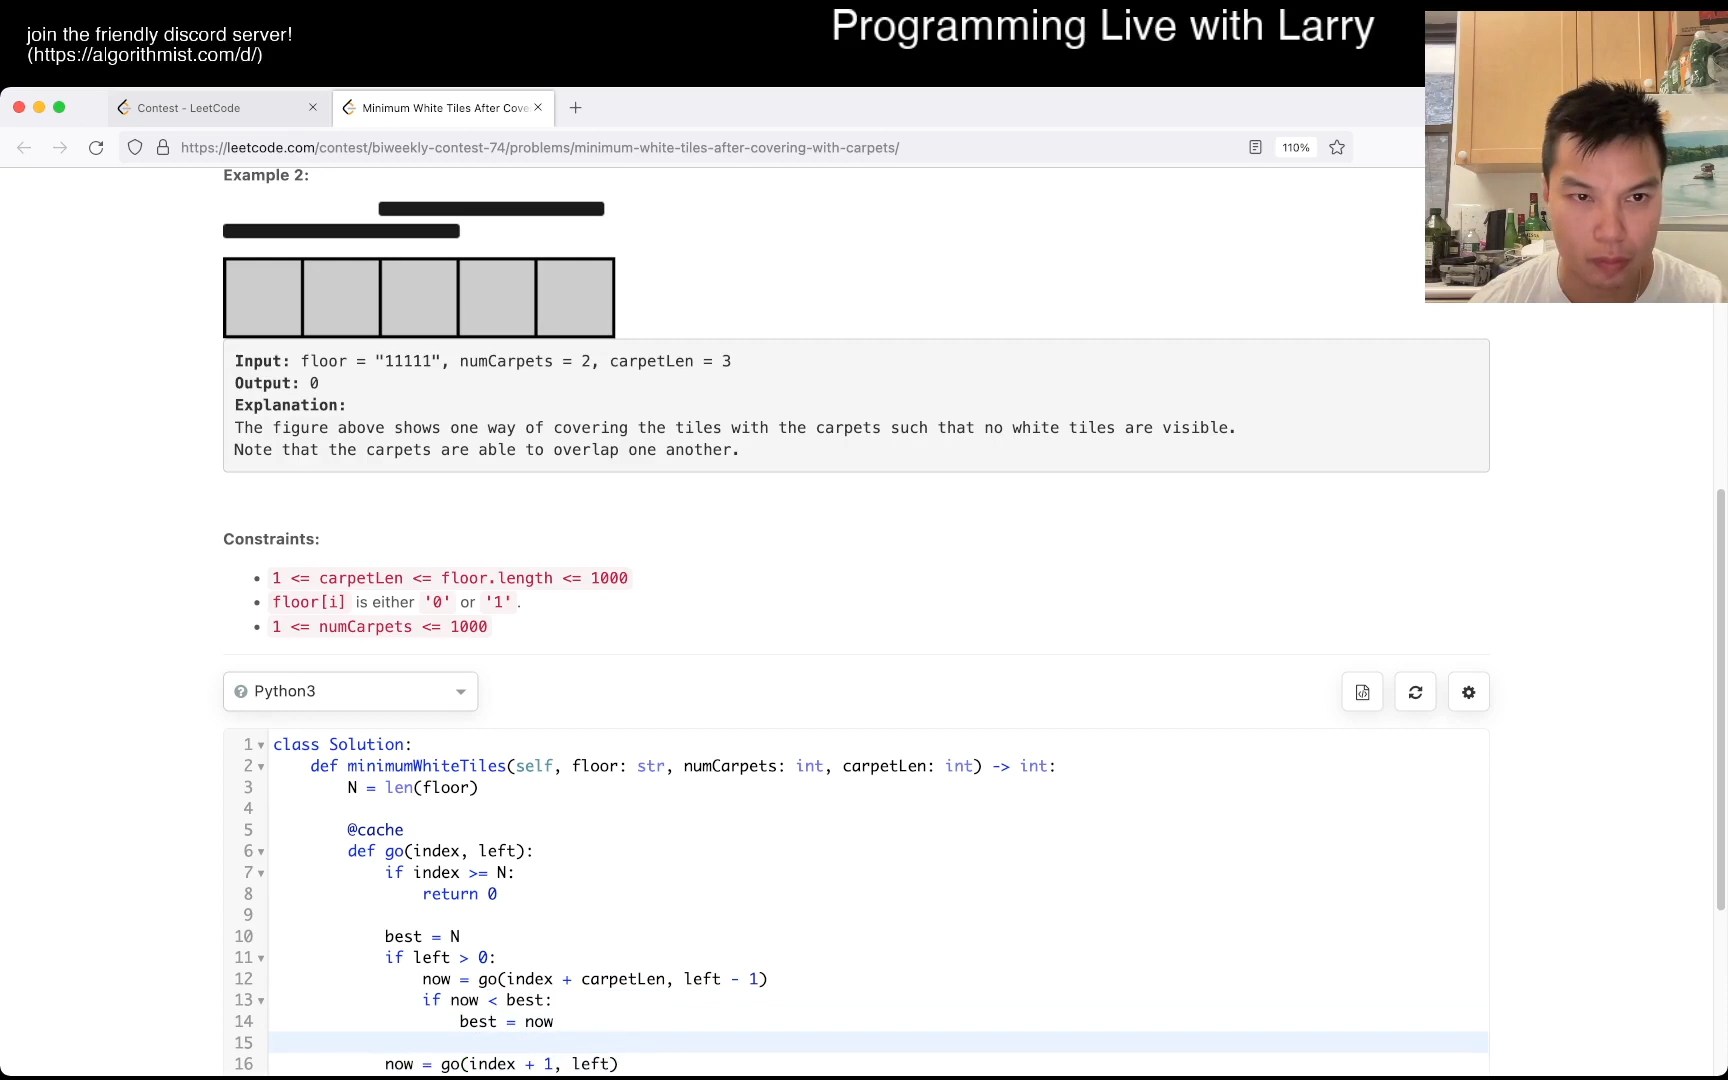 join the friendly discord server!
(https://algorithmist.com/d/)
Programming Live with Larry
Contest - LeetCode
Minimum White Tiles After Cove
https://leetcode.com/contest/biweekly-contest-74/problems/minimum-white-tiles-after-covering-with-carpets/
110%
Example 2:
Input: floor = "11111", numCarpets = 2, carpetLen = 3
Output: 0
Explanation:
The figure above shows one way of covering the tiles with the carpets such that no white tiles are visible.
Note that the carpets are able to overlap one another.
Constraints:
1 <= carpetLen <= floor.length <= 1000
floor[i] is either '0' or '1'.
1 <= numCarpets <= 1000
Python3
1 class Solution:
2 def minimumWhiteTiles(self, floor: str, numCarpets: int, carpetLen: int) -> int:
3 N = len(floor)
4
5 @cache
6 def go(index, left):
7 if index >= N:
8 return 0
9
10 best = N
11 if left > 0:
12 now = go(index + carpetLen, left - 1)
13 if now < best:
14 best = now
15
16 now = go(index + 1, left)